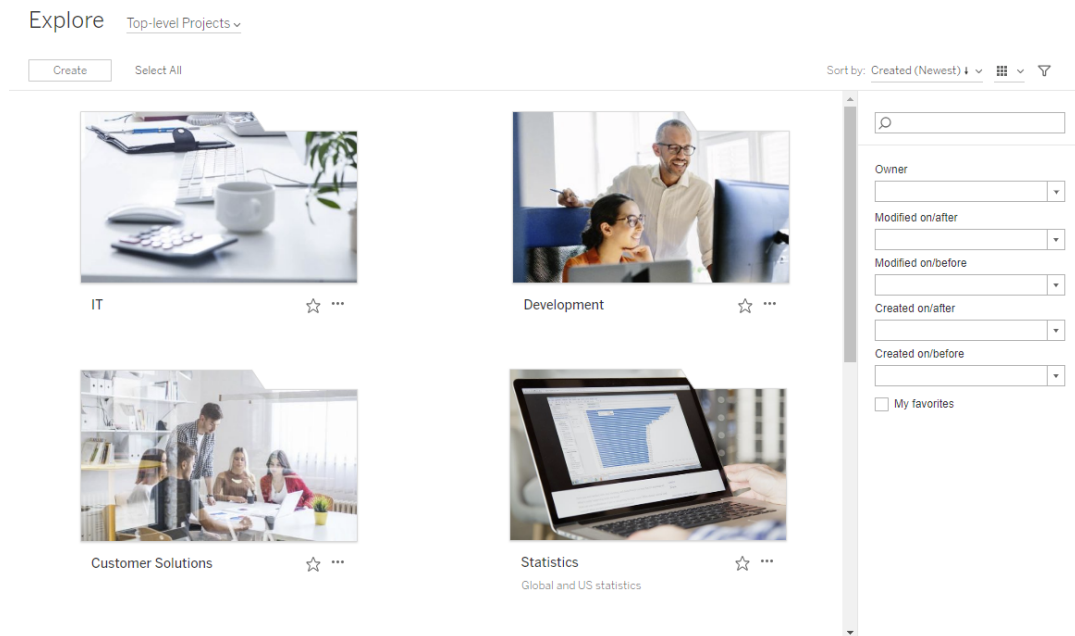 Explore Top-level Projects
Create Select All Sort by: Created (Newest)
Owner
Modified on/after
Modified on/before
Created on/after
Created on/before
My favorites
IT Development
Customer Solutions Statistics
Global and US statistics